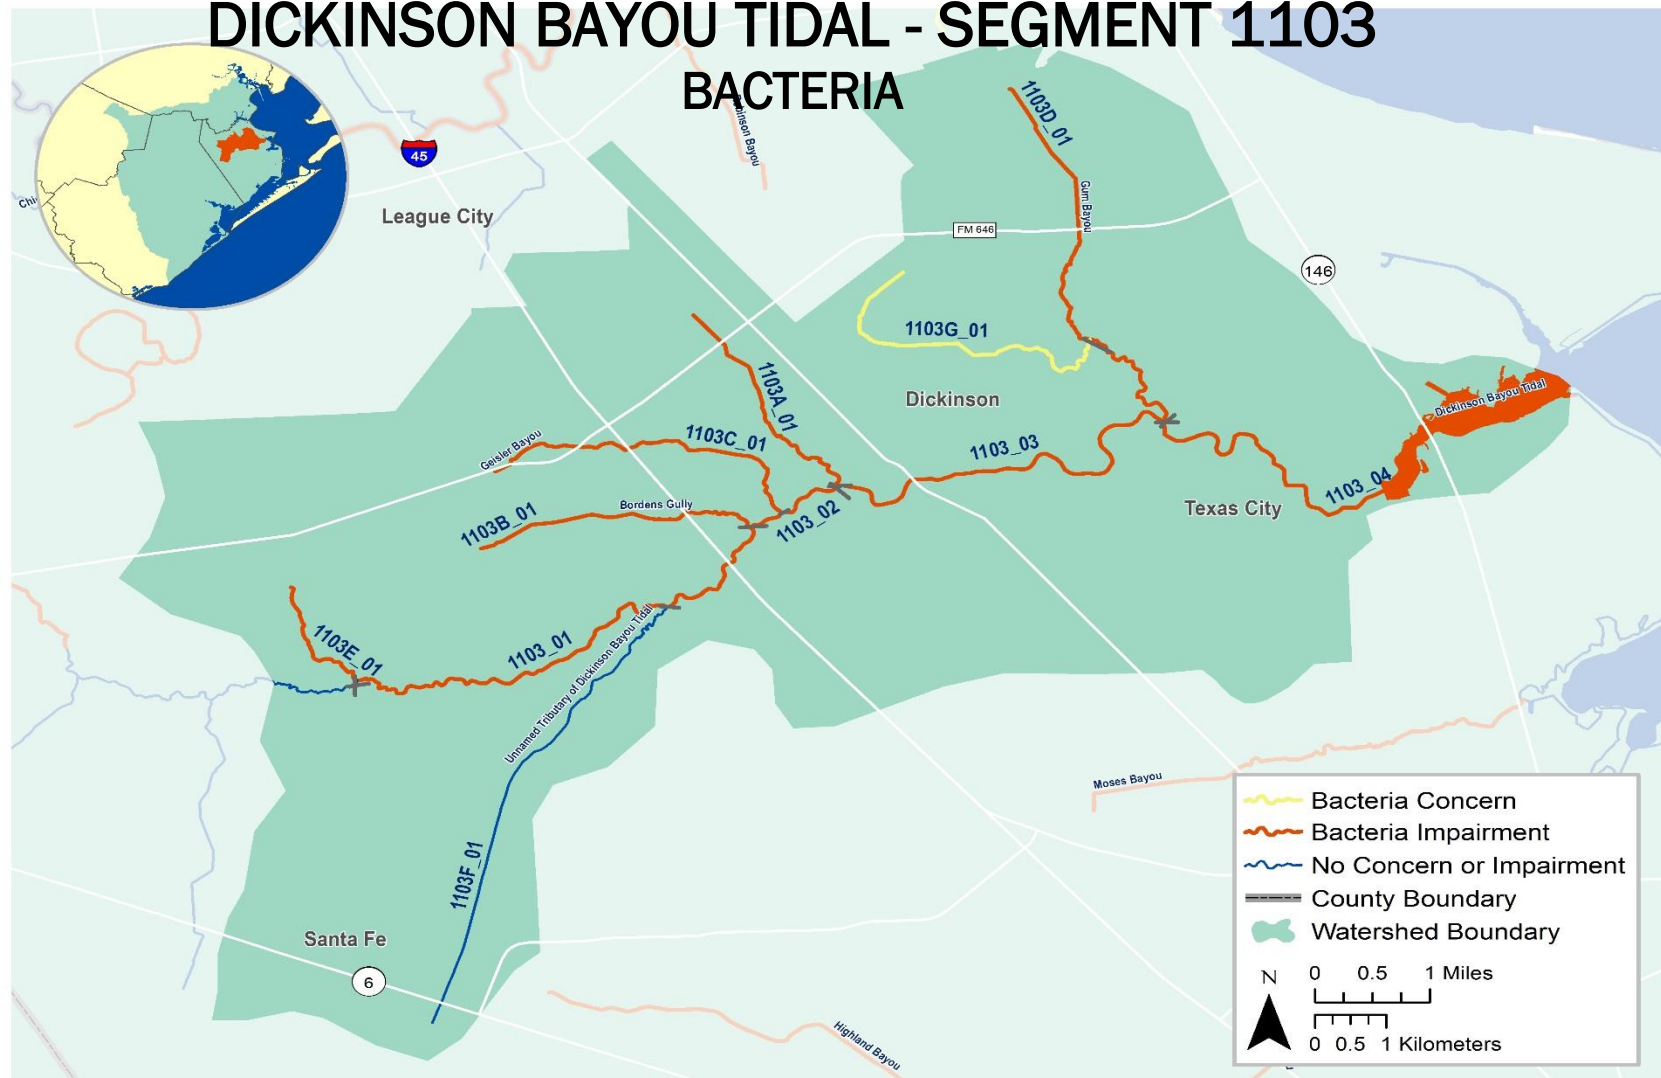 DICKINSON BAYOU TIDAL - SEGMENT 1103
BACTERIA
1103D_01
Bayou
45
Chi
League City
Gum Bayou
FM 646
146
1103G_01
1103A_01
Dickinson
Dickinson Bayou Tidal
Geisler Bayou
1103C_01
1103_03
1103_04
Bordens Gully
1103B_01
1103_02
Texas City
1103E_01
1103_01
Unnamed Tributary of Dickinson Bayou Tidal
Moses Bayou
1103F_01
Santa Fe
6
Highland Bayou
Bacteria Concern
Bacteria Impairment
No Concern or Impairment
County Boundary
Watershed Boundary
N
0 0.5 1 Miles
0 0.5 1 Kilometers